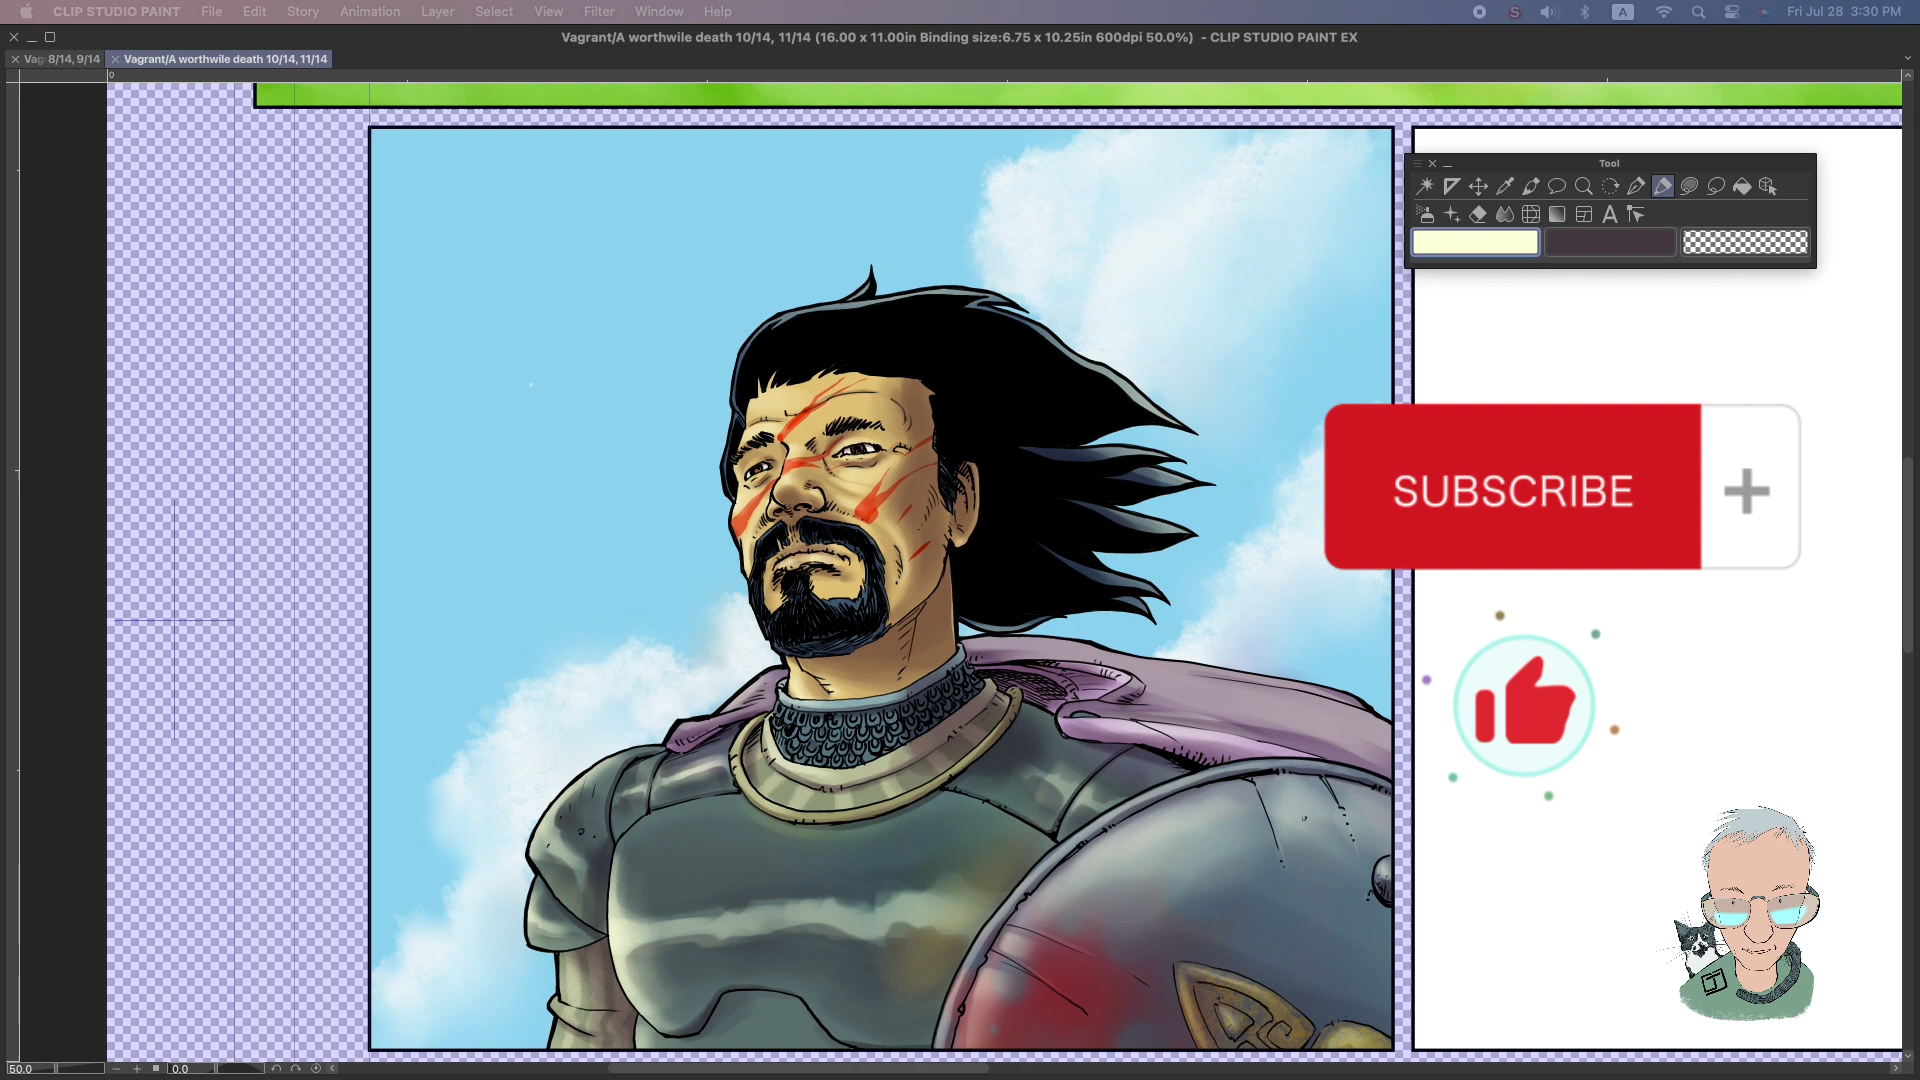 CLIP STUDIO PAINT File Edit Story Animation Layer Select View Filter Window Help A Fri Jul 28 3:30 PM
Vagrant/A worthwile death 10/14, 11/14 (16.00 x 11.00in Binding size:6.75 x 10.25in 600dpi 50.0%) - CLIP STUDIO PAINT EX
Vag 8/14, 9/14 Vagrant/A worthwile death 10/14, 11/14
0
Tool
SUBSCRIBE
50.0 0.0